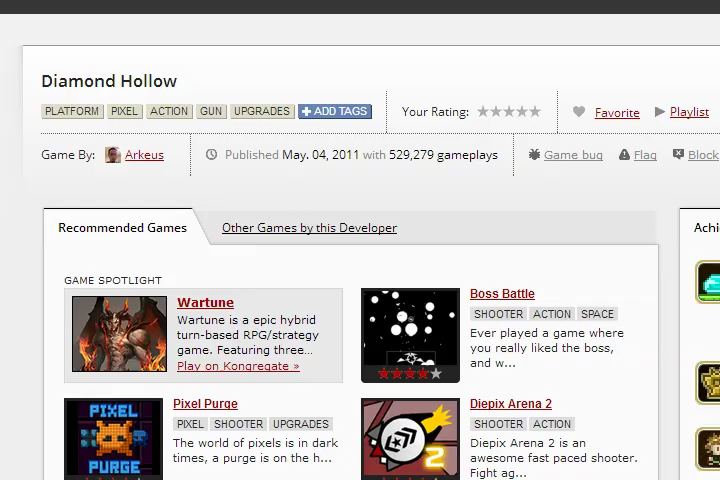 Diamond Hollow
PLATFORM PIXEL ACTION GUN UPGRADES ADD TAGS Your Rating: Favorite Playlist
Game By: Arkeus Published May. 04, 2011 with 529,279 gameplays Game bug Flag Block
Recommended Games Other Games by this Developer Achi
GAME SPOTLIGHT
Wartune
Wartune is a epic hybrid
turn-based RPG/strategy
game. Featuring three...
Play on Kongregate »
Boss Battle
SHOOTER ACTION SPACE
Ever played a game where
you really liked the boss,
and w...
PIXEL
PURGE
Pixel Purge
PIXEL SHOOTER UPGRADES
The world of pixels is in dark
times, a purge is on the h...
2
Diepix Arena 2
SHOOTER ACTION
Diepix Arena 2 is an
awesome fast paced shooter.
Fight ag...